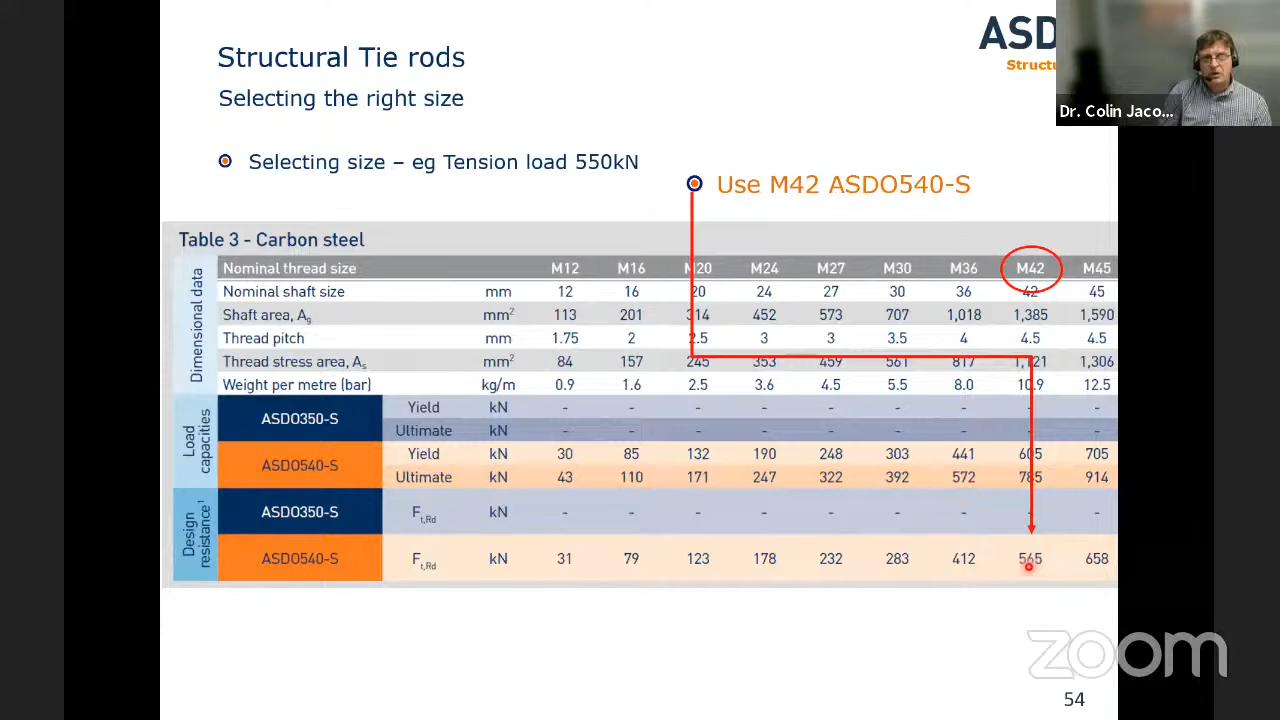 Structural Tie rods
ASD
Structu
Selecting the right size
Dr. Colin Jaco...
Selecting size – eg Tension load 550kN
Use M42 ASDO540-S
Table 3 - Carbon steel
Dimensional data
Nominal thread size M12 M16 M20 M24 M27 M30 M36 M42 M45
Nominal shaft size mm 12 16 20 24 27 30 36 42 45
Shaft area, Ag mm² 113 201 314 452 573 707 1,018 1,385 1,590
Thread pitch mm 1.75 2 2.5 3 3 3.5 4 4.5 4.5
Thread stress area, As mm² 84 157 245 353 459 561 817 1,121 1,306
Weight per metre (bar) kg/m 0.9 1.6 2.5 3.6 4.5 5.5 8.0 10.9 12.5
Load capacities
ASDO350-S Yield kN - - - - - - - - -
Ultimate kN - - - - - - - - -
ASDO540-S Yield kN 30 85 132 190 248 303 441 605 705
Ultimate kN 43 110 171 247 322 392 572 785 914
Design resistance¹
ASDO350-S Ft,Rd kN - - - - - - - - -
ASDO540-S Ft,Rd kN 31 79 123 178 232 283 412 565 658
zoom
54